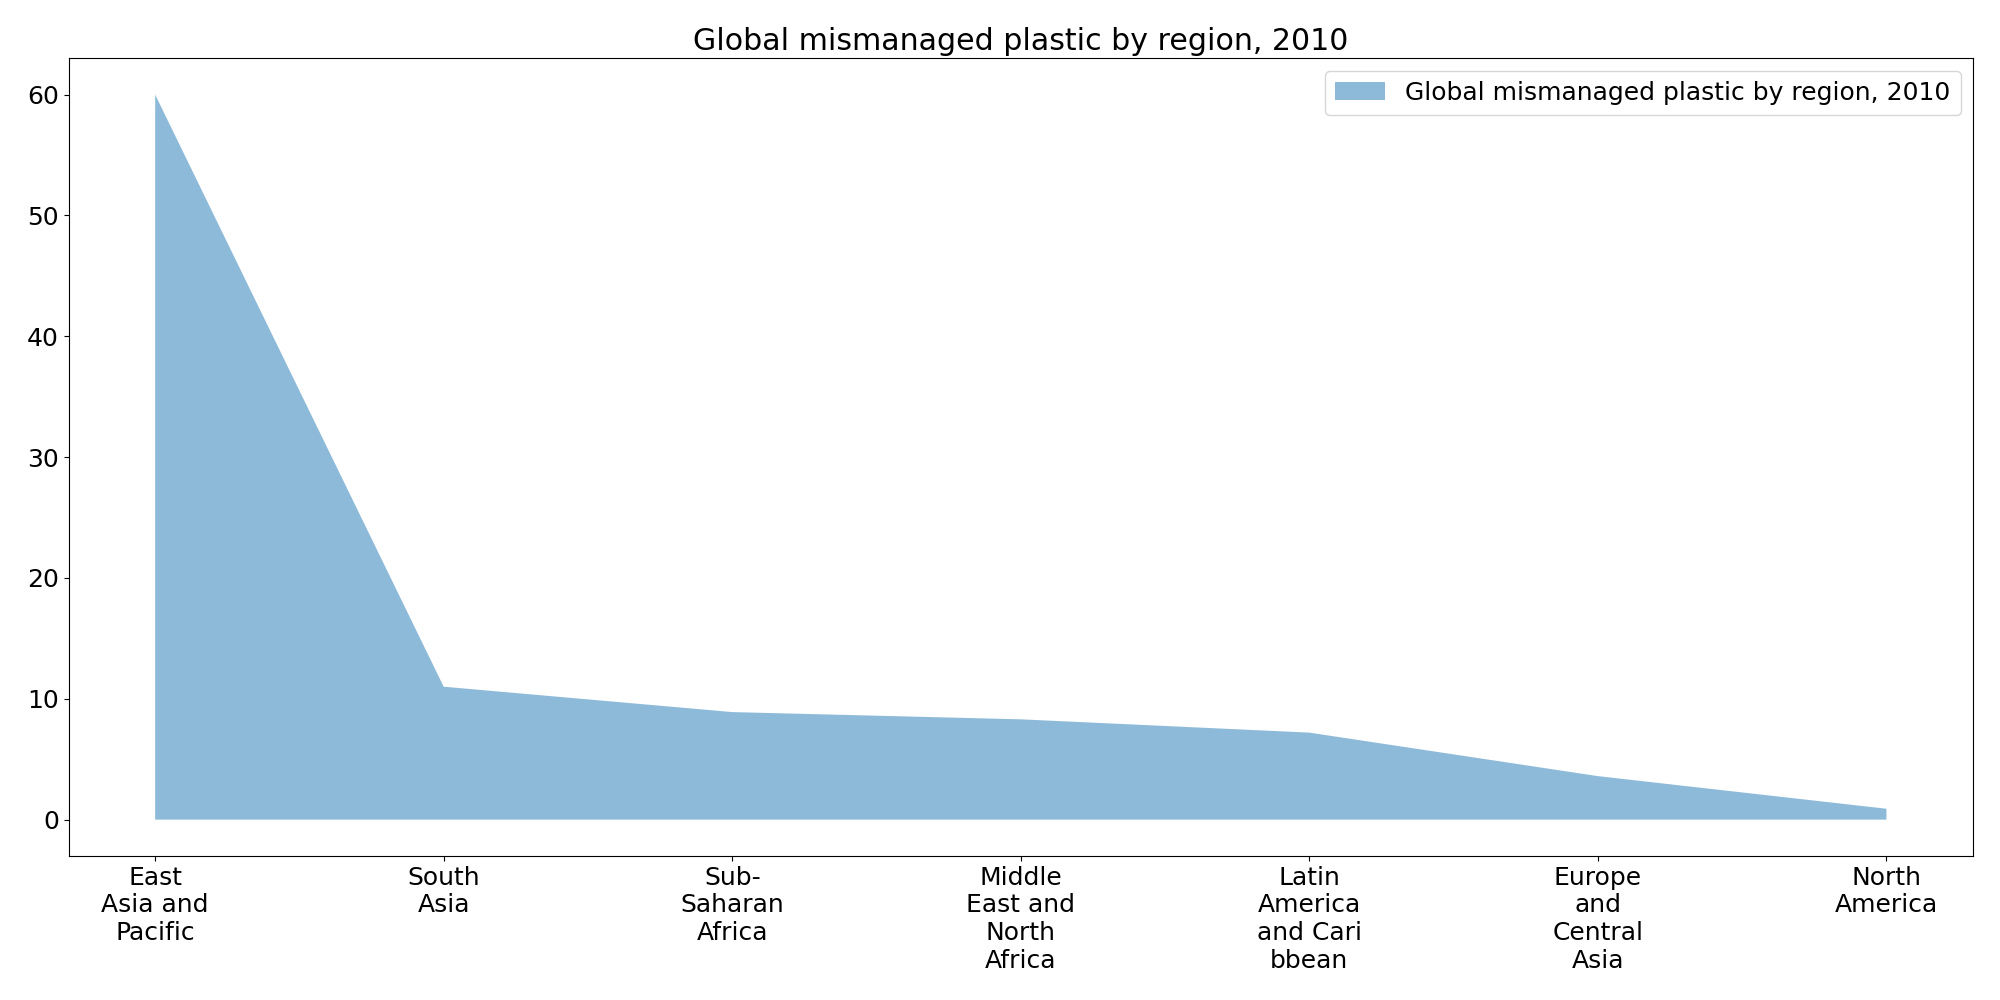 Global mismanaged plastic by region, 2010
Global mismanaged plastic by region, 2010
60
50
40
30
20
10
0
East
Asia and
Pacific
South
Asia
Sub-
Saharan
Africa
Middle
East and
North
Africa
Latin
America
and Cari
bbean
Europe
and
Central
Asia
North
America